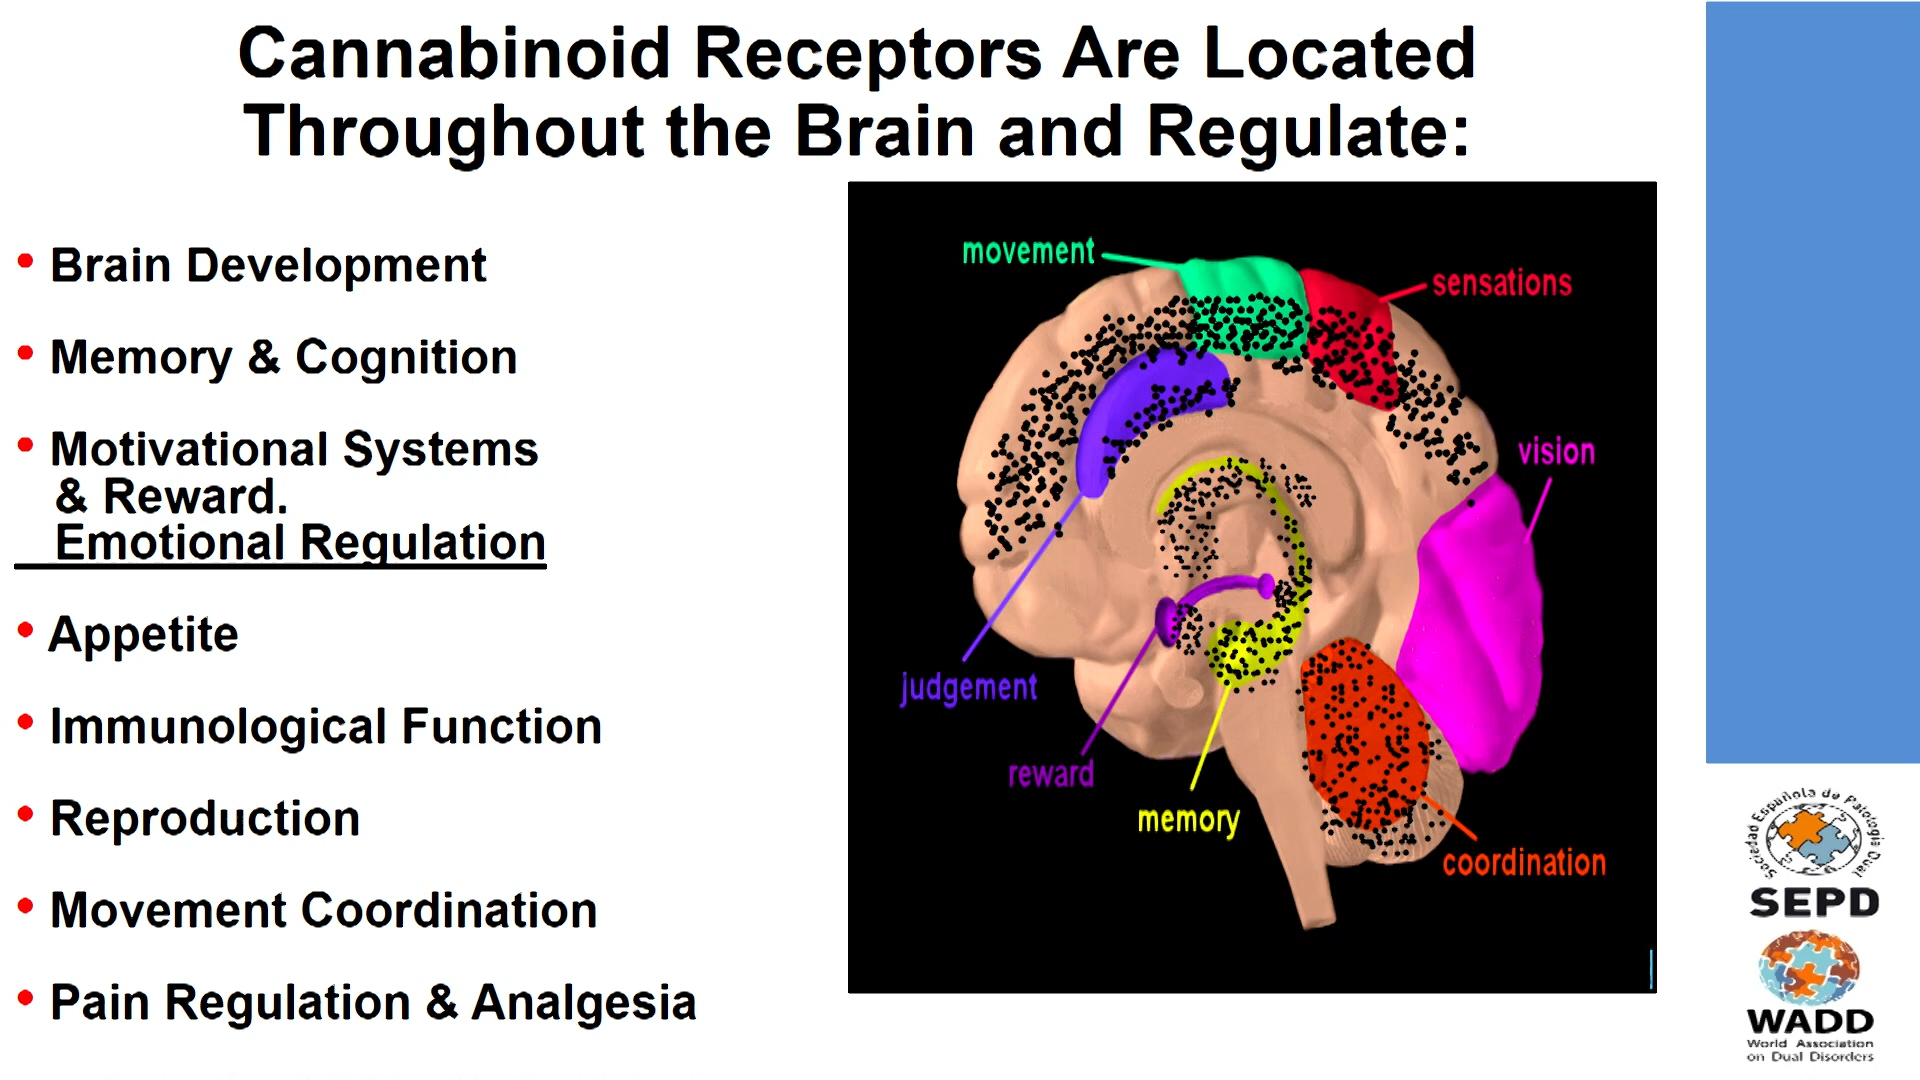 Cannabinoid Receptors Are Located
Throughout the Brain and Regulate:
• Brain Development
• Memory & Cognition
• Motivational Systems
& Reward.
Emotional Regulation
• Appetite
• Immunological Function
• Reproduction
• Movement Coordination
• Pain Regulation & Analgesia
movement
sensations
vision
judgement
reward
memory
coordination
Sociedad Española de Patología Dual
SEPD
WADD
World Association
on Dual Disorders